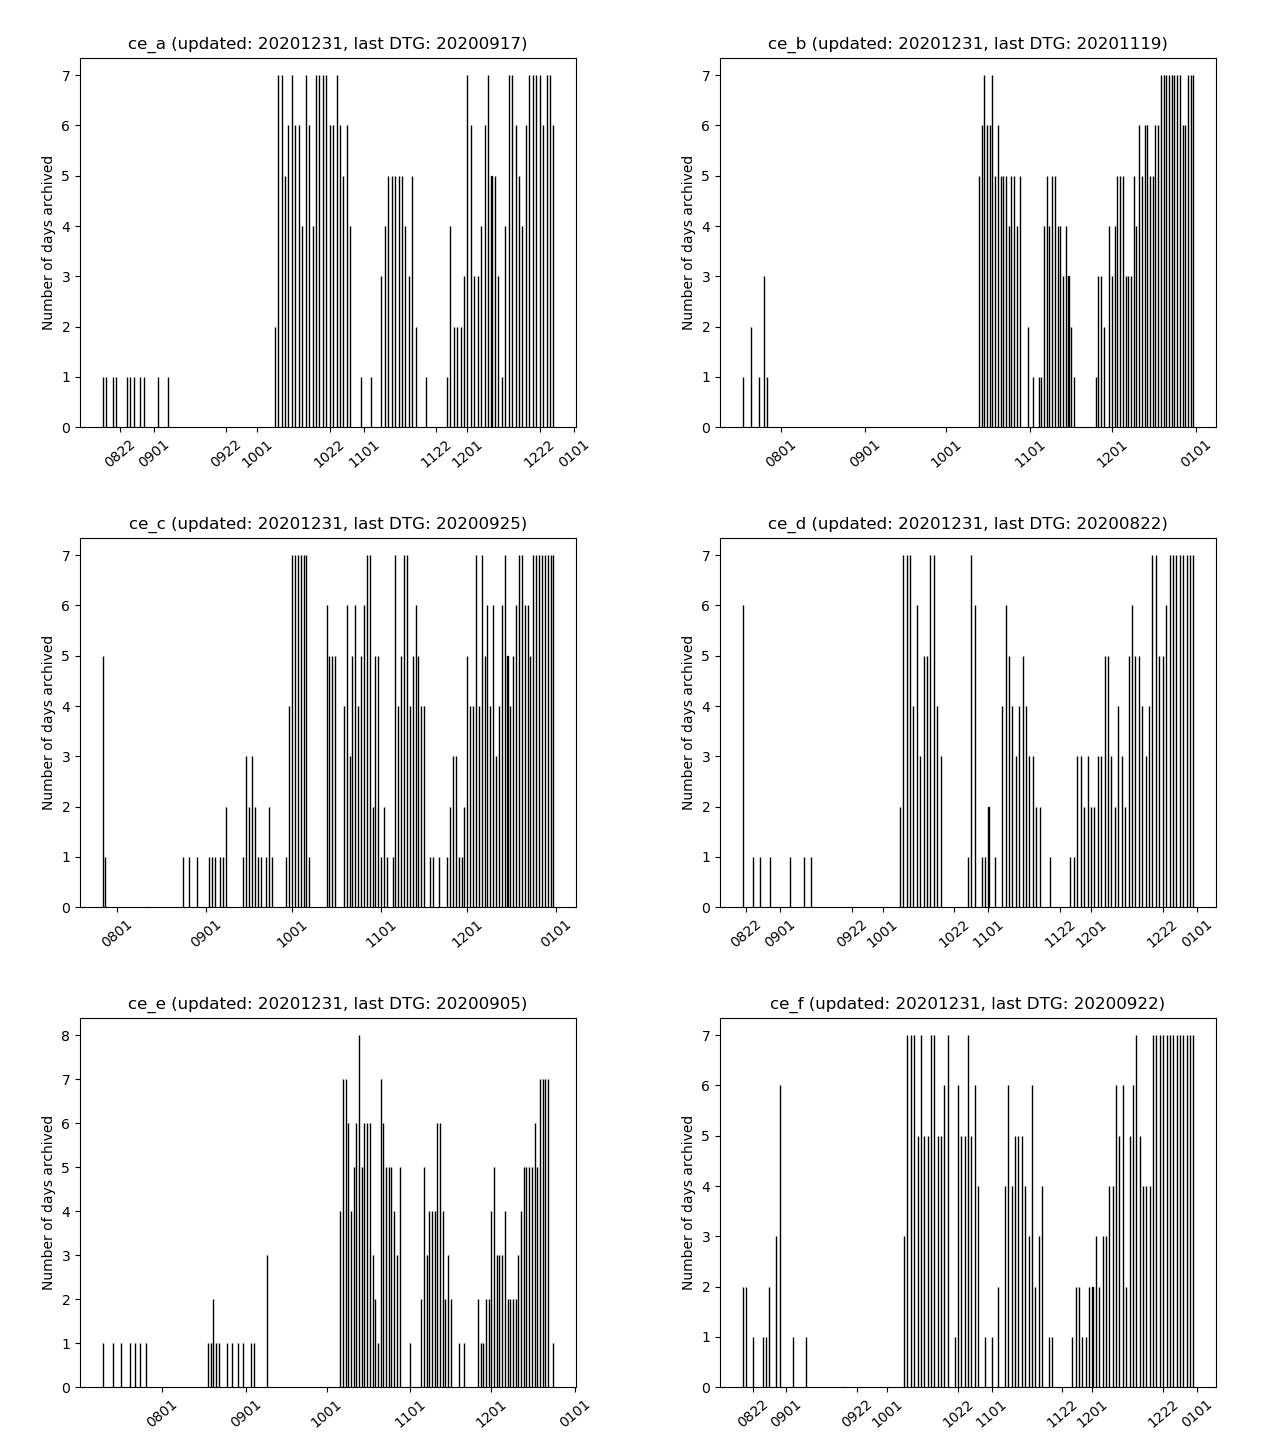 ce_a (updated: 20201231, last DTG: 20200917)
Number of days archived
7
6
5
4
3
2
1
0
0822 0901 0922 1001 1022 1101 1122 1201 1222 0101
ce_b (updated: 20201231, last DTG: 20201119)
Number of days archived
7
6
5
4
3
2
1
0
0801 0901 1001 1101 1201 0101
ce_c (updated: 20201231, last DTG: 20200925)
Number of days archived
7
6
5
4
3
2
1
0
0801 0901 1001 1101 1201 0101
ce_d (updated: 20201231, last DTG: 20200822)
Number of days archived
7
6
5
4
3
2
1
0
0822 0901 0922 1001 1022 1101 1122 1201 1222 0101
ce_e (updated: 20201231, last DTG: 20200905)
Number of days archived
8
7
6
5
4
3
2
1
0
0801 0901 1001 1101 1201 0101
ce_f (updated: 20201231, last DTG: 20200922)
Number of days archived
7
6
5
4
3
2
1
0
0822 0901 0922 1001 1022 1101 1122 1201 1222 0101